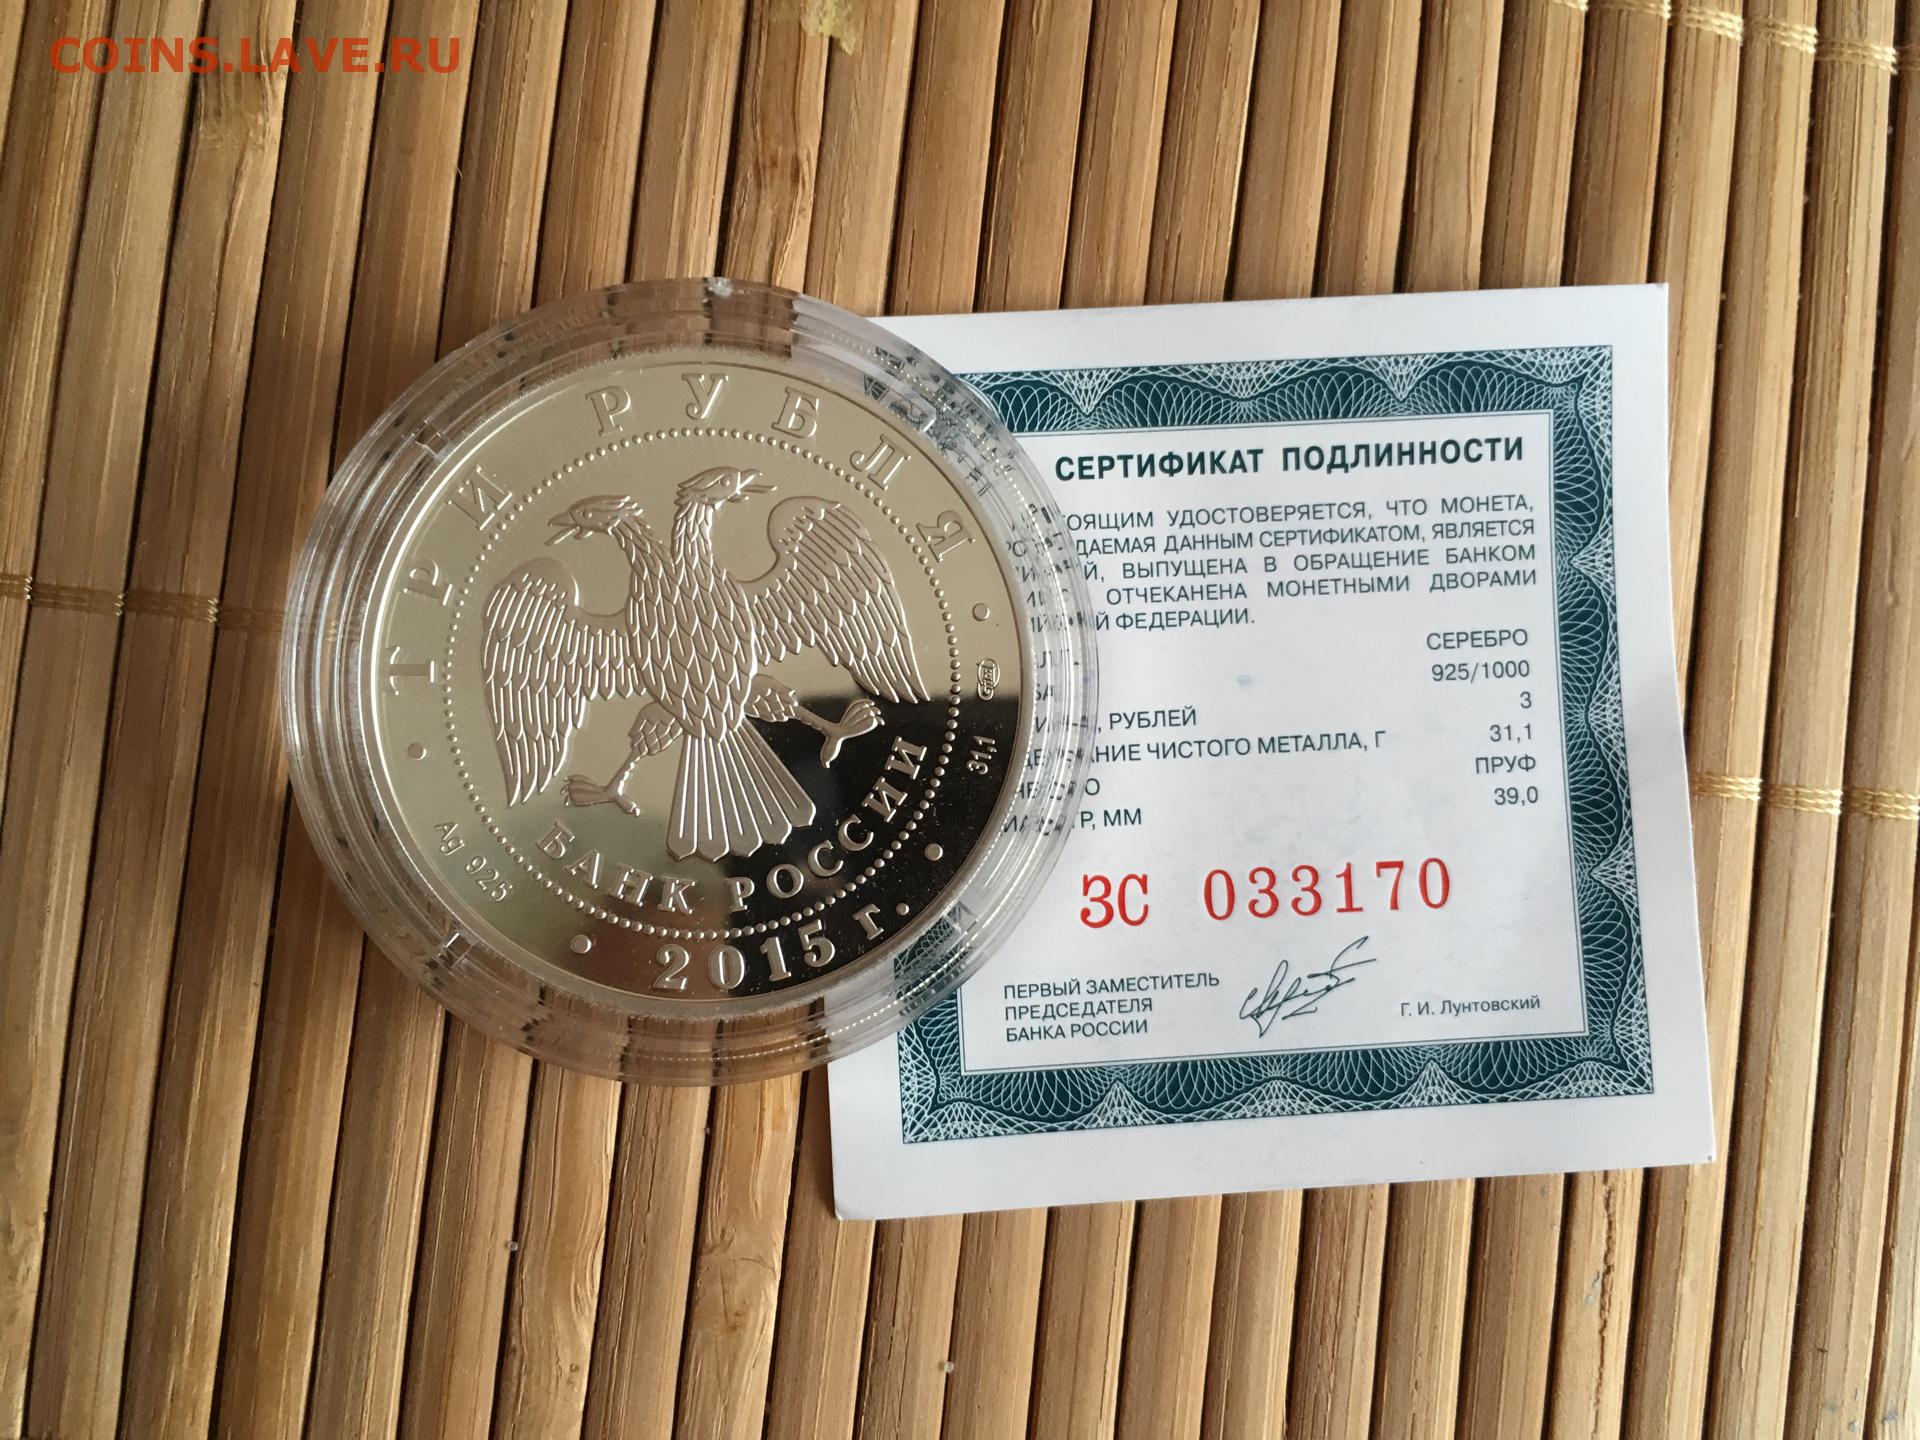 COINS.LAVE.RU
ТРИ РУБЛЯ
Ag 925
БАНК РОССИИ
31,1
2015 г.
СЕРТИФИКАТ ПОДЛИННОСТИ
УДОСТОВЕРЯЕТСЯ, ЧТО МОНЕТА,
ДАННЫМ СЕРТИФИКАТОМ, ЯВЛЯЕТСЯ
ВЫПУЩЕНА В ОБРАЩЕНИЕ БАНКОМ
ОТЧЕКАНЕНА МОНЕТНЫМИ ДВОРАМИ
ФЕДЕРАЦИИ.
СЕРЕБРО
925/1000
РУБЛЕЙ 3
ЧИСТОГО МЕТАЛЛА, Г 31,1
ПРУФ
ММ 39,0
ЗС 033170
ПЕРВЫЙ ЗАМЕСТИТЕЛЬ
ПРЕДСЕДАТЕЛЯ
БАНКА РОССИИ
Г. И. Лунтовский